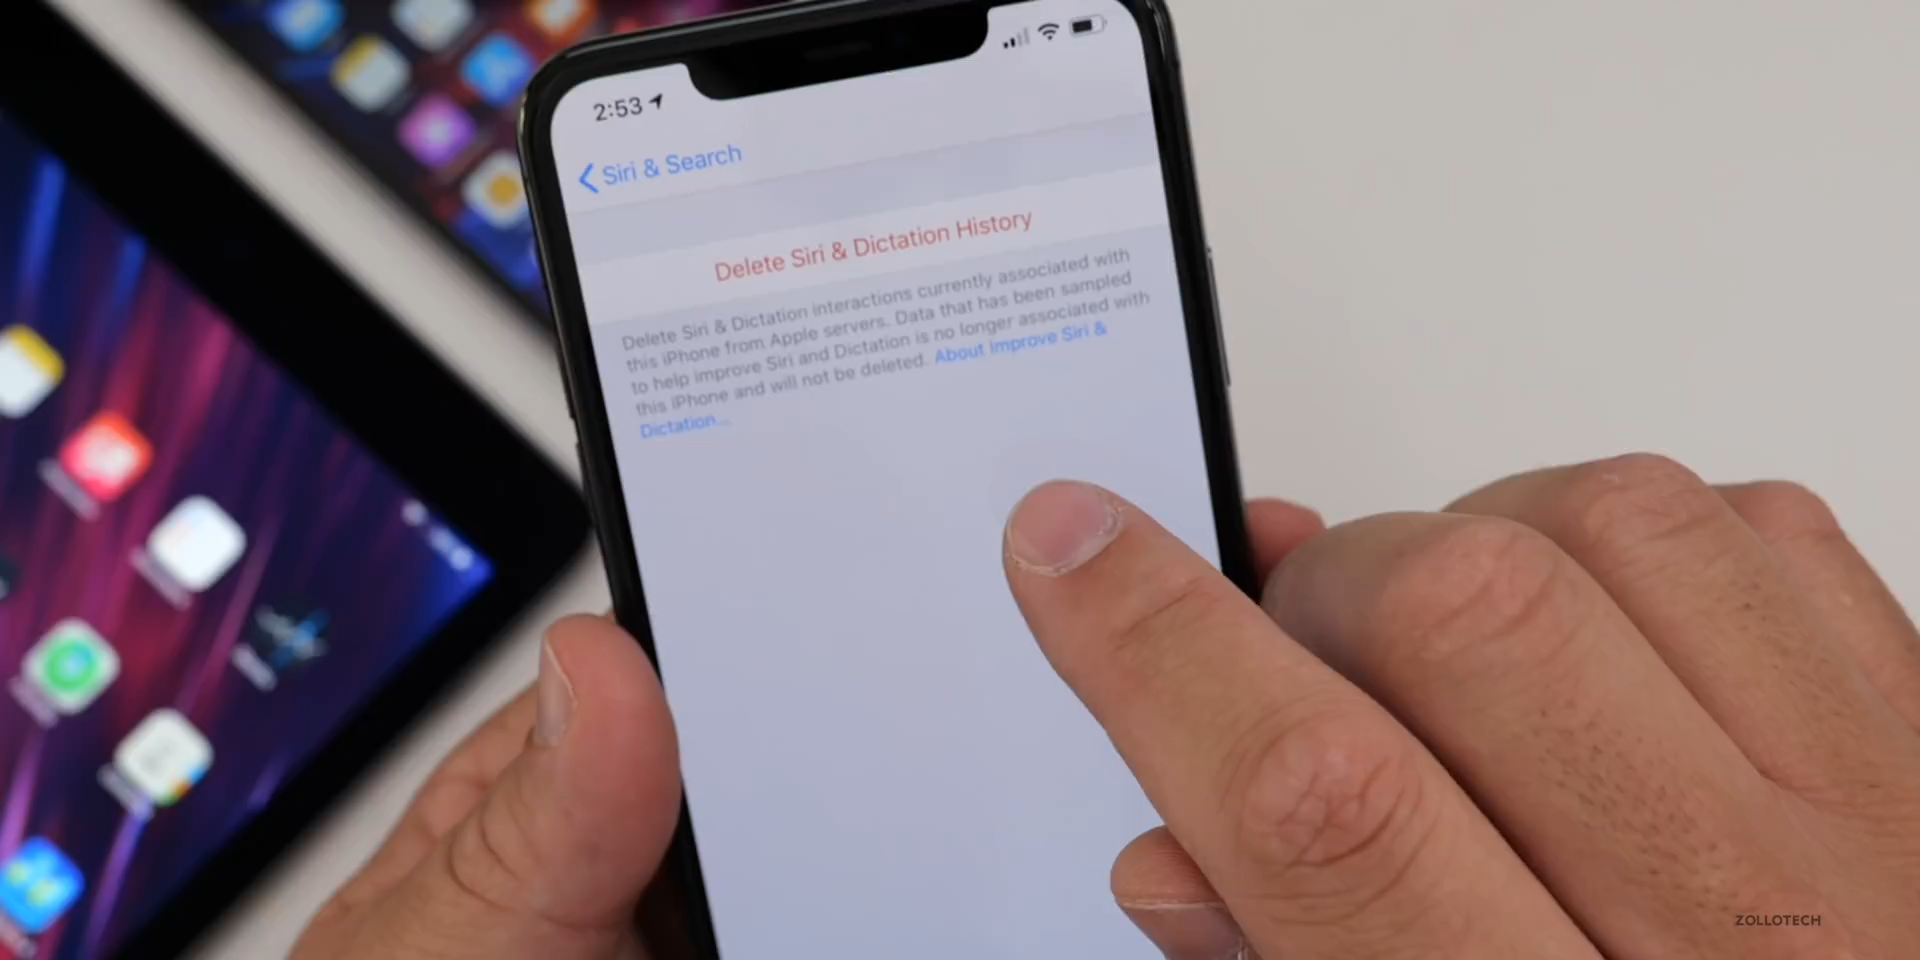 2:53
Siri & Search
Delete Siri & Dictation History
Delete Siri & Dictation interactions currently associated with
this iPhone from Apple servers. Data that has been sampled
to help improve Siri and Dictation is no longer associated with
this iPhone and will not be deleted. About Improve Siri &
Dictation...
ZOLLOTECH